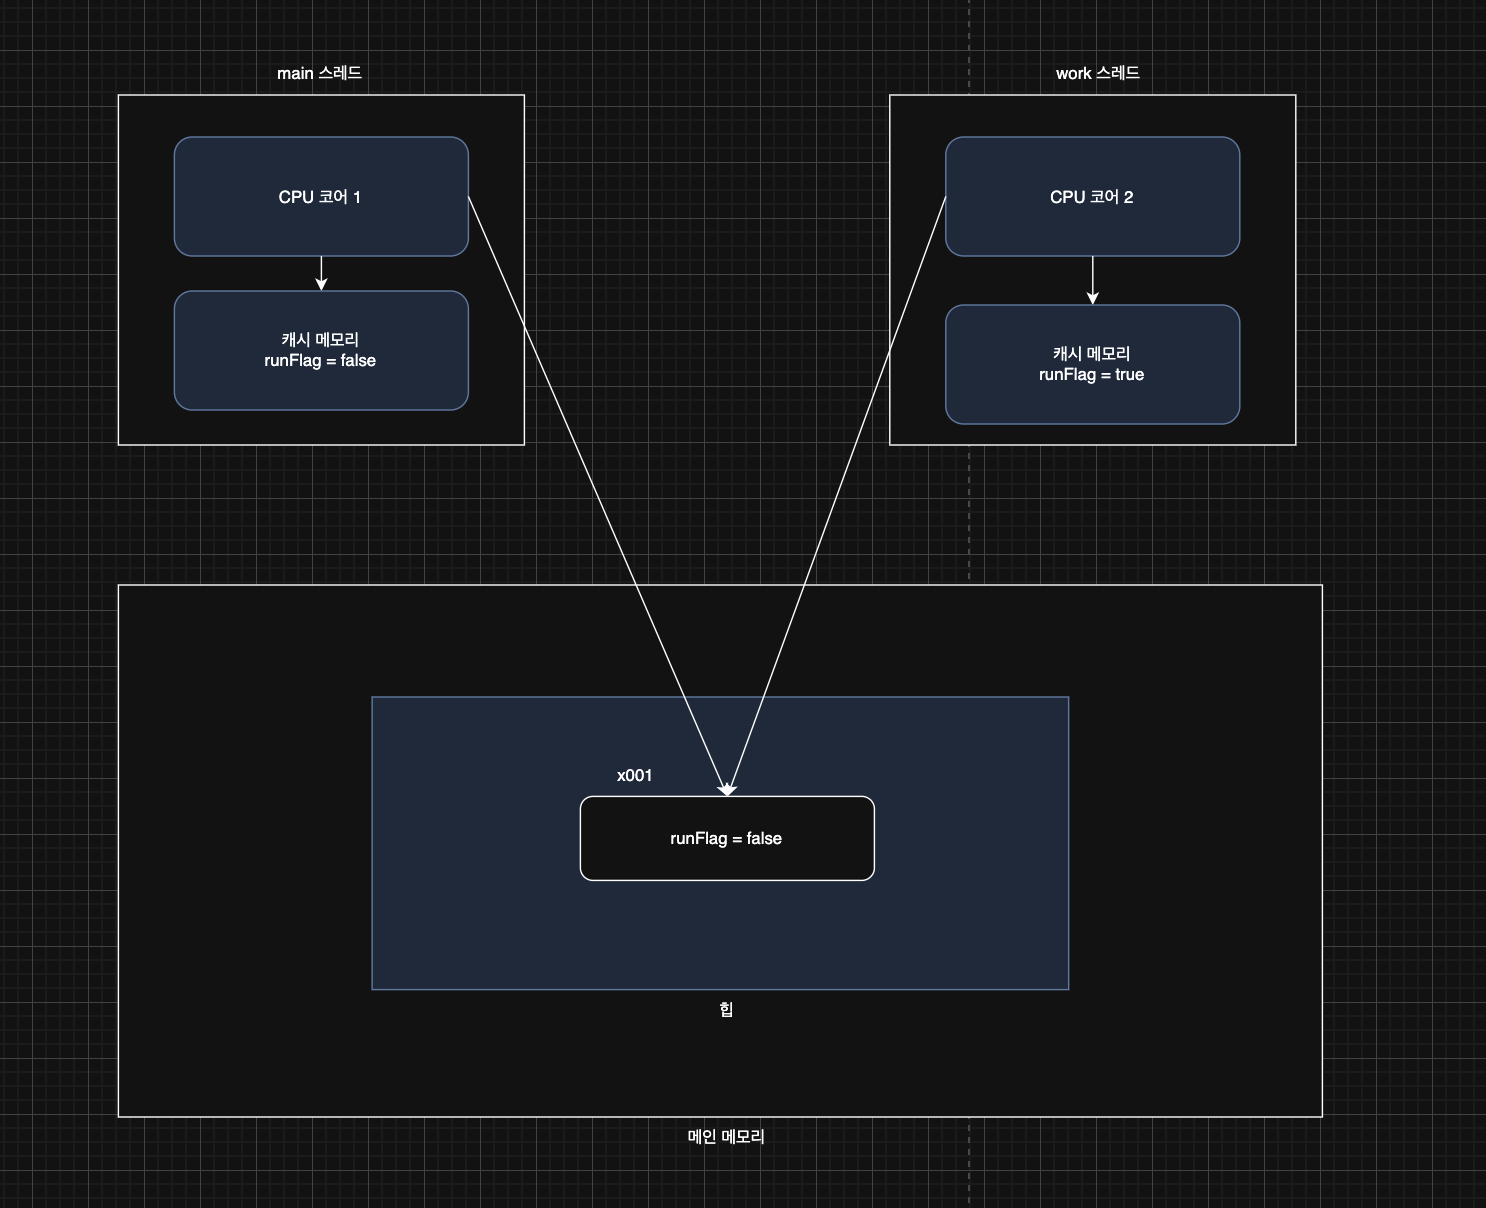 main 스레드
work 스레드
CPU 코어 1
CPU 코어 2
캐시 메모리
runFlag = false
캐시 메모리
runFlag = true
x001
runFlag = false
힙
메인 메모리